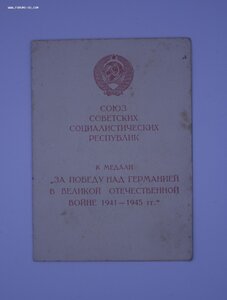 СОЮЗ
СОВЕТСКИХ
СОЦИАЛИСТИЧЕСКИХ
РЕСПУБЛИК
К МЕДАЛИ
„ЗА ПОБЕДУ НАД ГЕРМАНИЕЙ
В ВЕЛИКОЙ ОТЕЧЕСТВЕННОЙ
ВОЙНЕ 1941—1945 гг.“